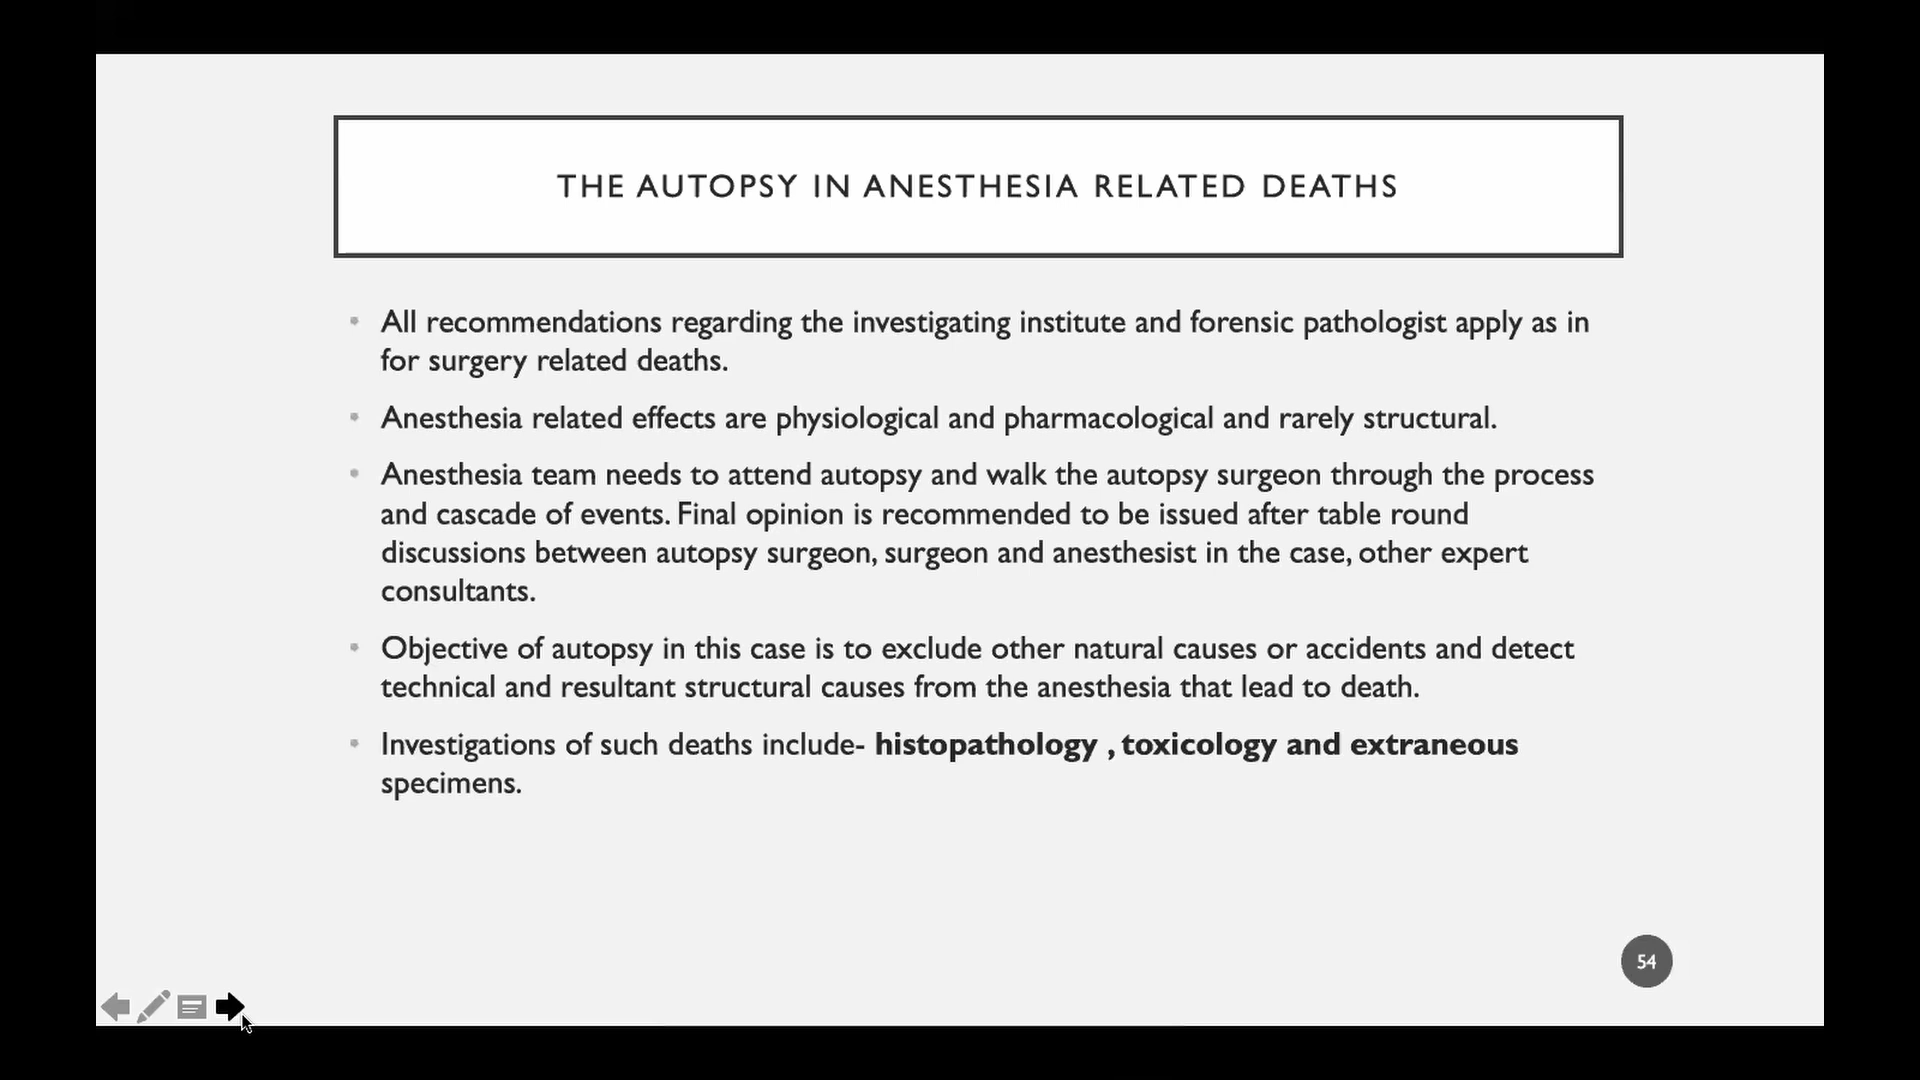 THE AUTOPSY IN ANESTHESIA RELATED DEATHS
• All recommendations regarding the investigating institute and forensic pathologist apply as in
for surgery related deaths.
• Anesthesia related effects are physiological and pharmacological and rarely structural.
• Anesthesia team needs to attend autopsy and walk the autopsy surgeon through the process
and cascade of events. Final opinion is recommended to be issued after table round
discussions between autopsy surgeon, surgeon and anesthesist in the case, other expert
consultants.
• Objective of autopsy in this case is to exclude other natural causes or accidents and detect
technical and resultant structural causes from the anesthesia that lead to death.
• Investigations of such deaths include- histopathology , toxicology and extraneous
specimens.
54